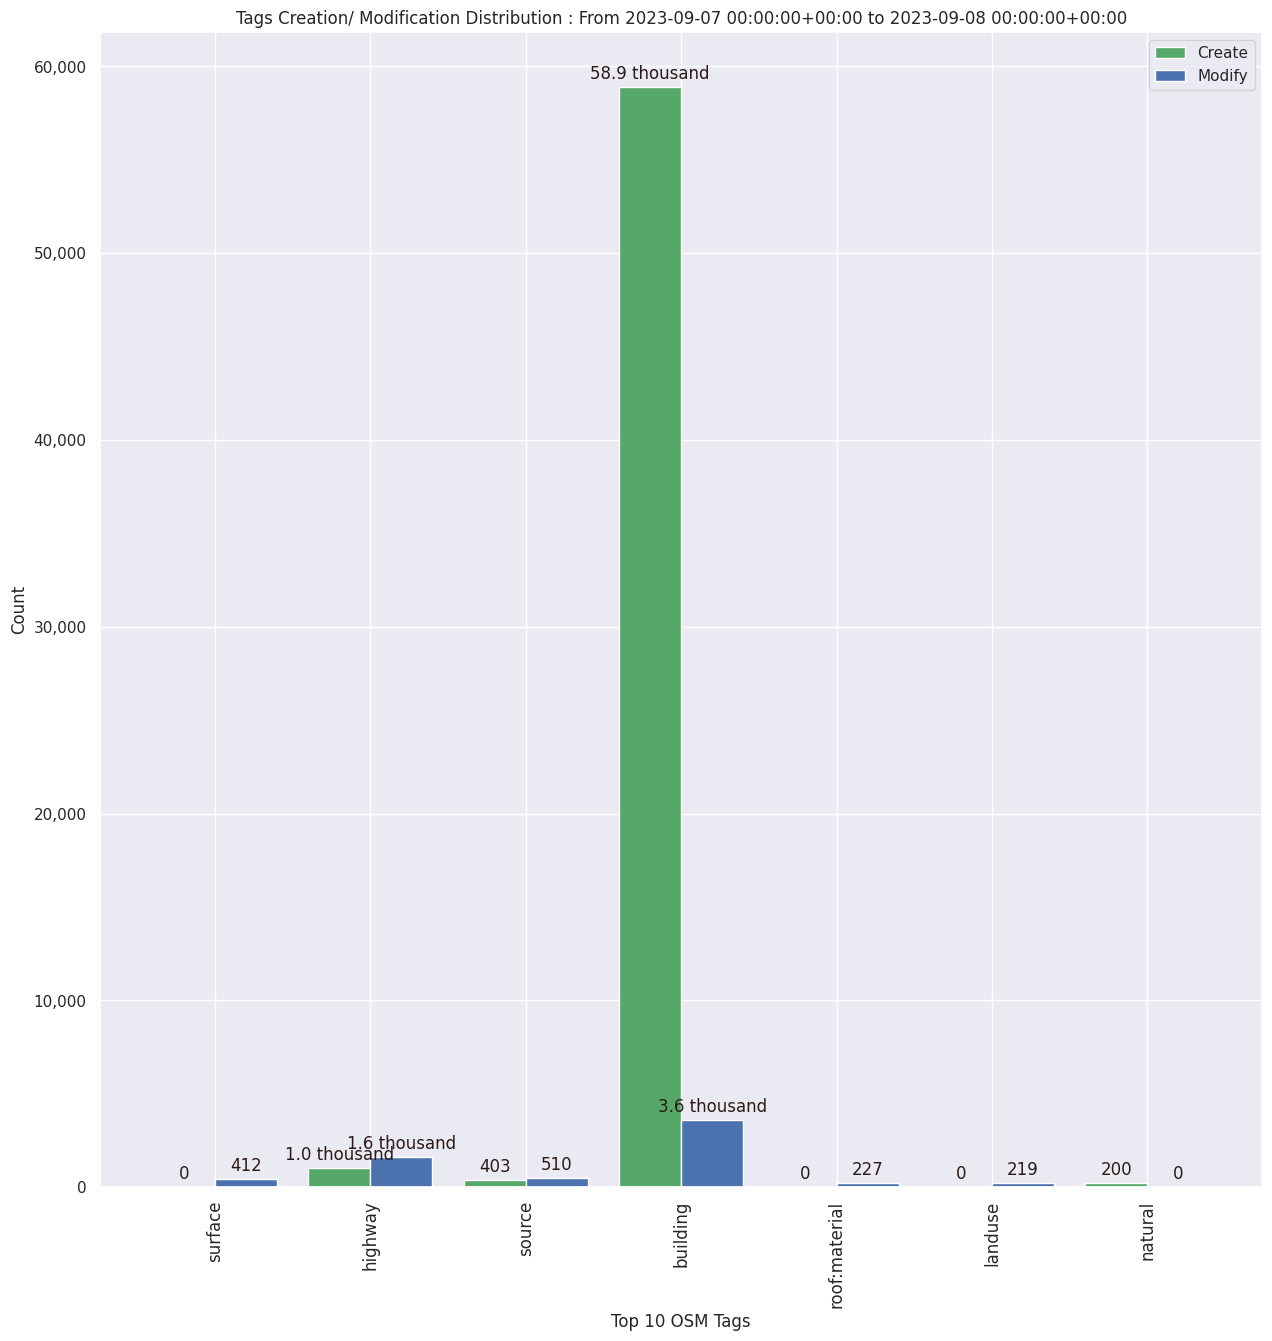 Tags Creation/ Modification Distribution : From 2023-09-07 00:00:00+00:00 to 2023-09-08 00:00:00+00:00
Create
Modify
60,000
50,000
40,000
30,000
20,000
10,000
0
Count
0
412
1.0 thousand
1.6 thousand
403
510
58.9 thousand
3.6 thousand
0
227
0
219
200
0
surface
highway
source
building
roof:material
landuse
natural
Top 10 OSM Tags